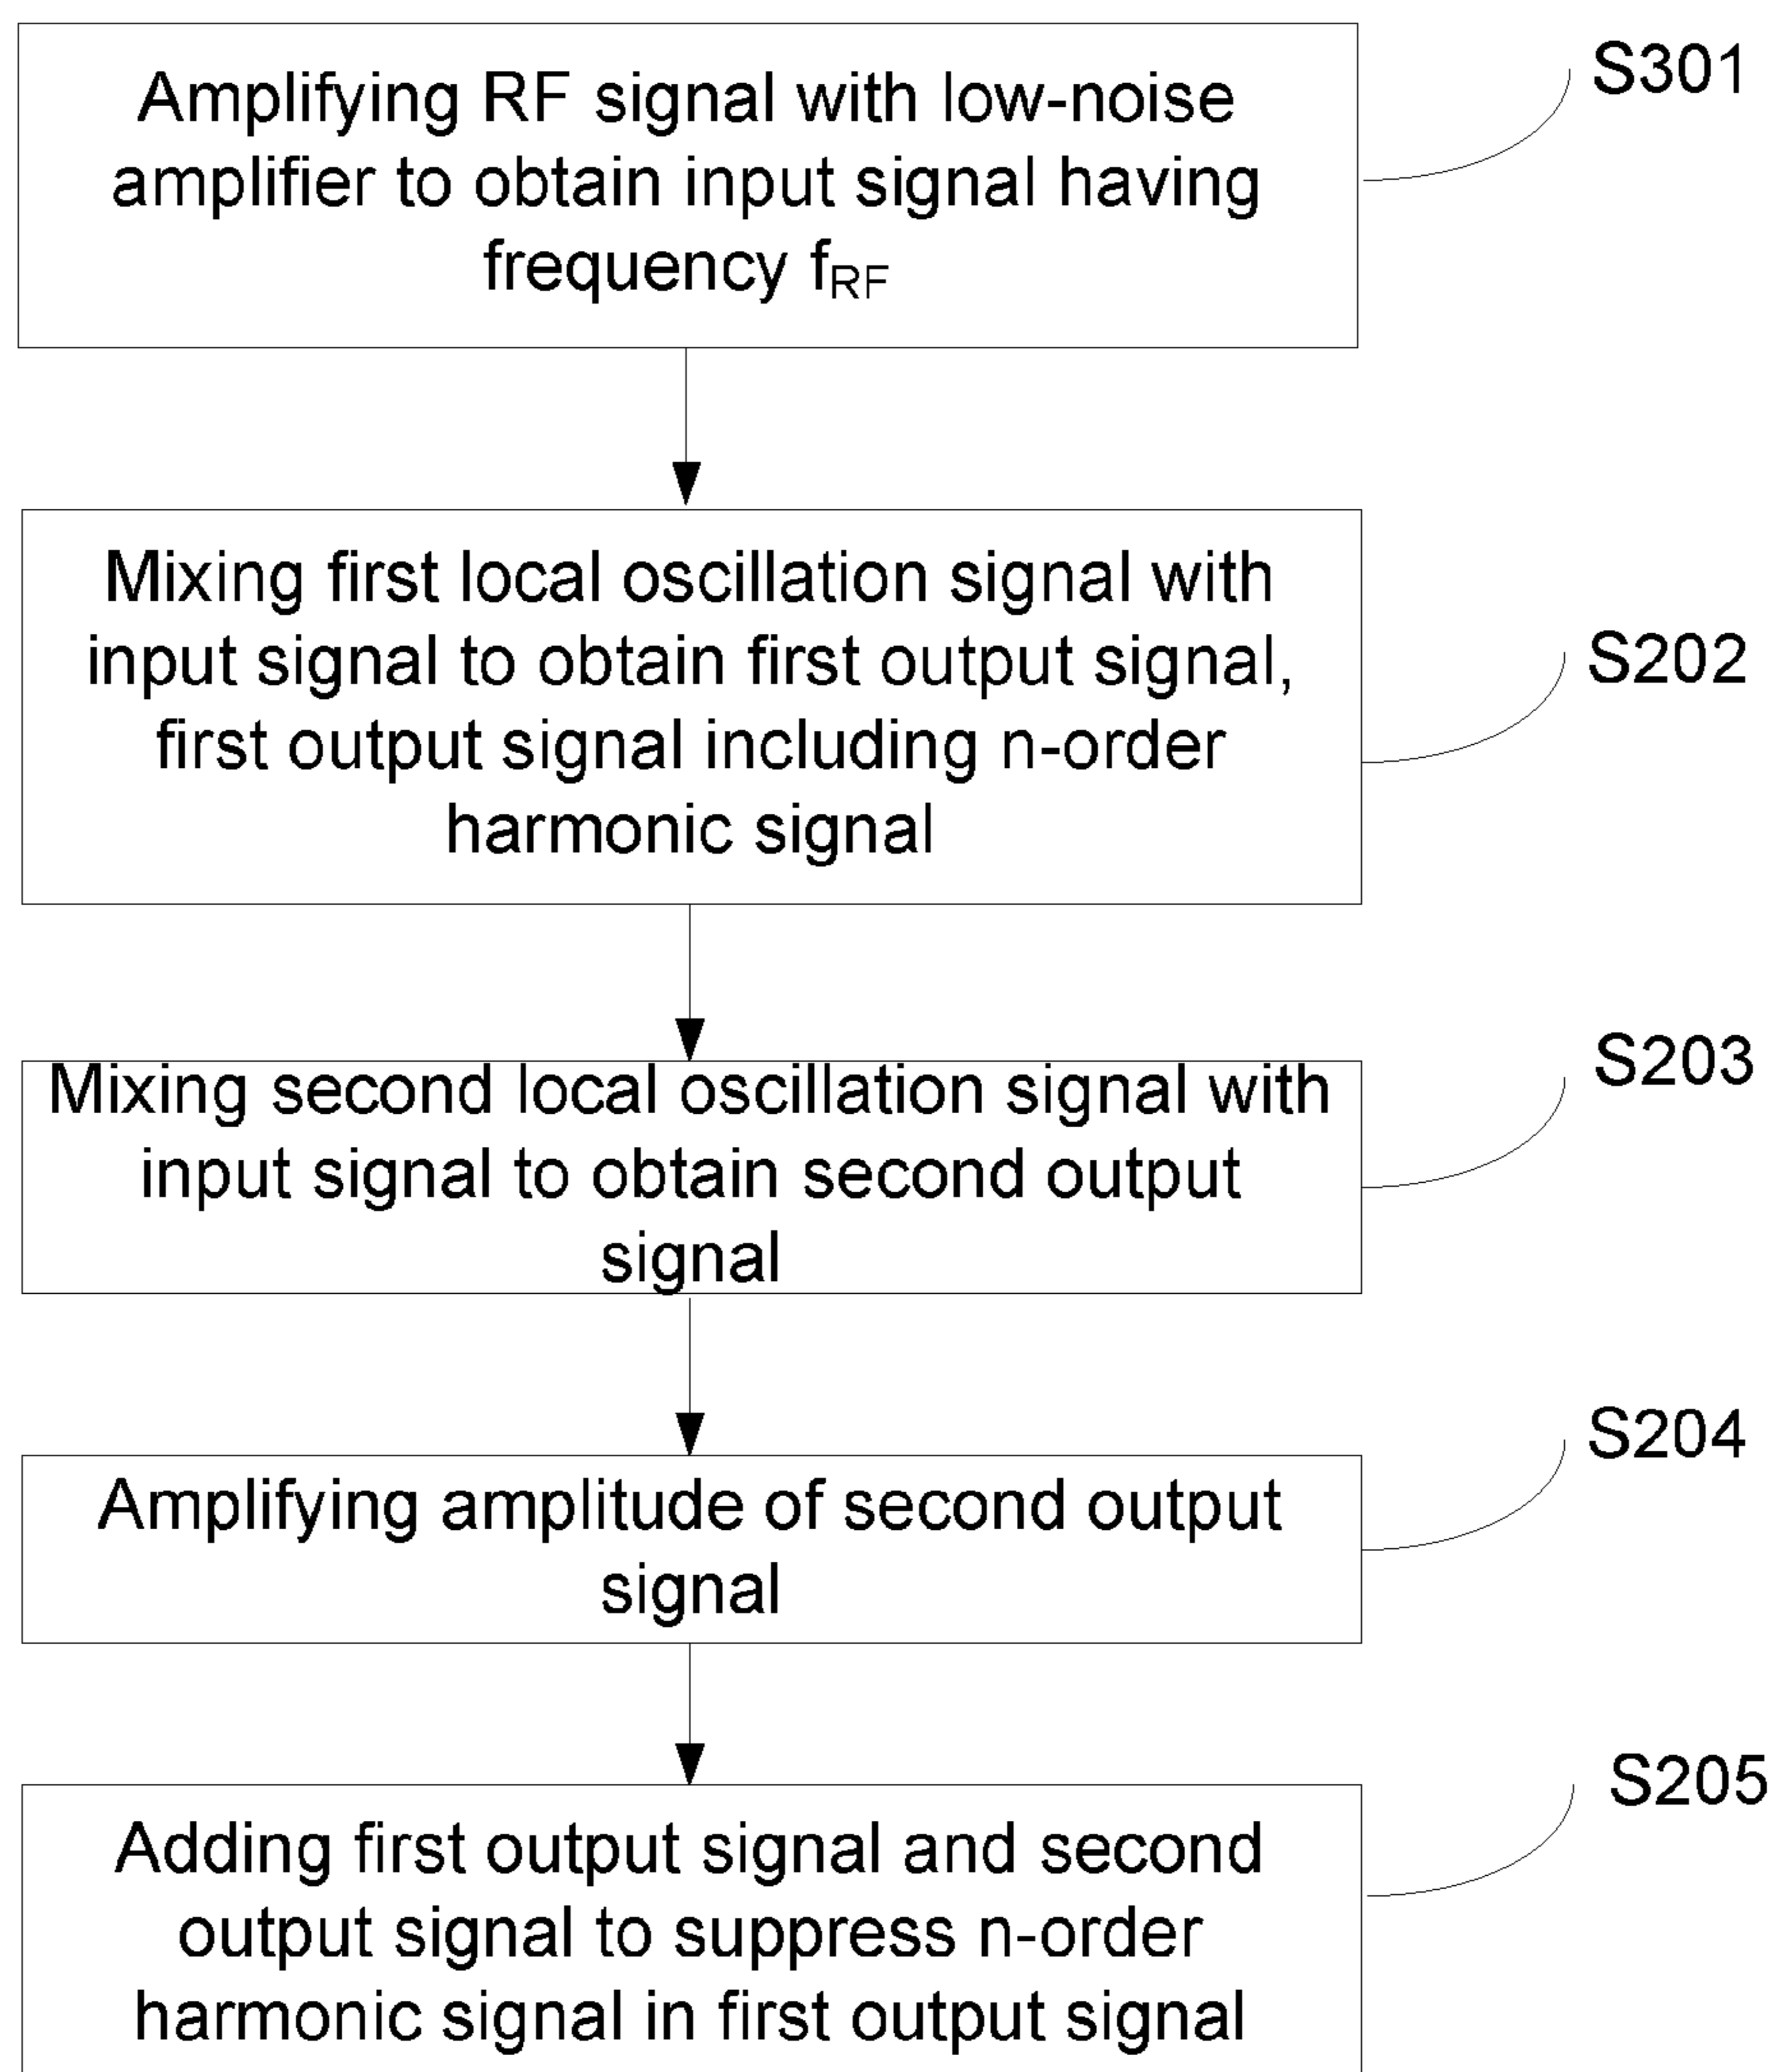 Amplifying RF signal with low-noise
amplifier to obtain input signal having
frequency fRF
S301
Mixing first local oscillation signal with
input signal to obtain first output signal,
first output signal including n-order
harmonic signal
S202
Mixing second local oscillation signal with
input signal to obtain second output
signal
S203
Amplifying amplitude of second output
signal
S204
Adding first output signal and second
output signal to suppress n-order
harmonic signal in first output signal
S205